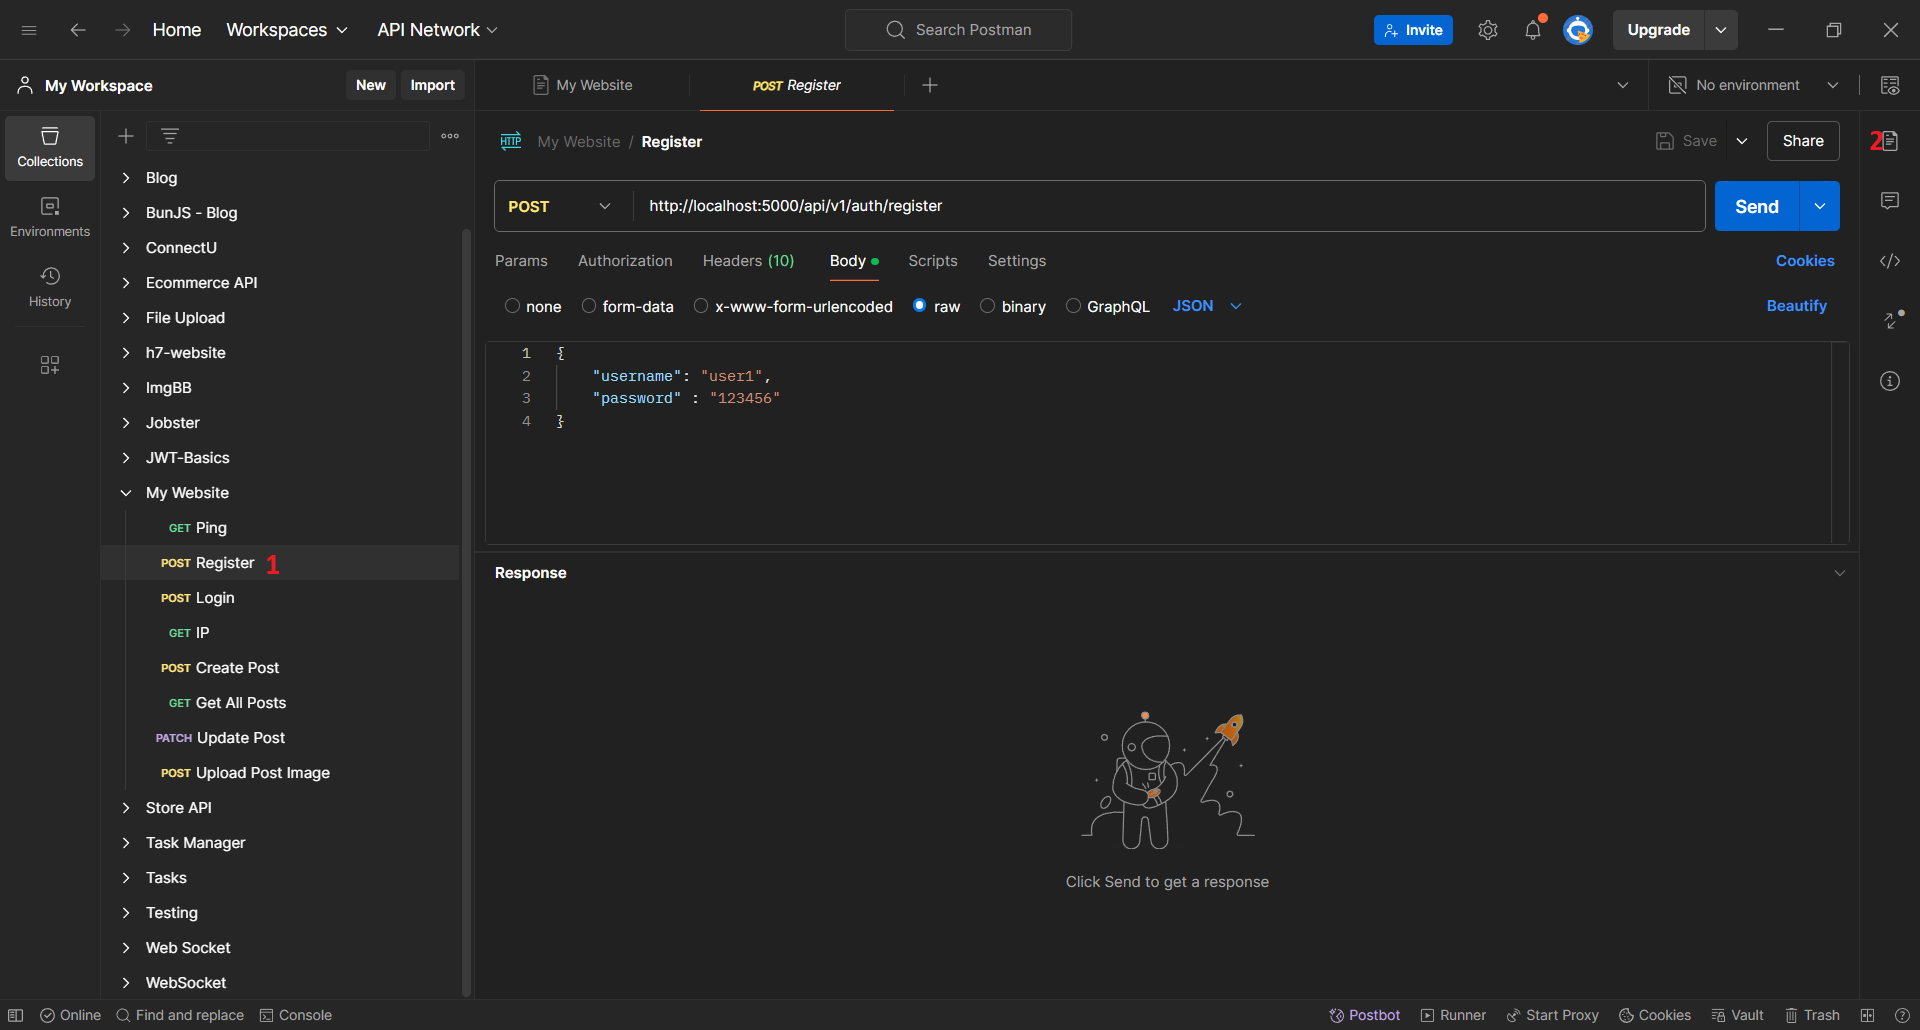 Home Workspaces API Network Search Postman Invite Upgrade
My Workspace New Import My Website POST Register No environment
Collections
Environments
History
Blog
BunJS - Blog
ConnectU
Ecommerce API
File Upload
h7-website
ImgBB
Jobster
JWT-Basics
My Website
GET Ping
POST Register 1
POST Login
GET IP
POST Create Post
GET Get All Posts
PATCH Update Post
POST Upload Post Image
Store API
Task Manager
Tasks
Testing
Web Socket
WebSocket
HTTP My Website / Register Save Share 2
POST http://localhost:5000/api/v1/auth/register Send
Params Authorization Headers (10) Body Scripts Settings Cookies
none form-data x-www-form-urlencoded raw binary GraphQL JSON Beautify
1 {
2 "username": "user1",
3 "password" : "123456"
4 }
Response
Click Send to get a response
Online Find and replace Console Postbot Runner Start Proxy Cookies Vault Trash